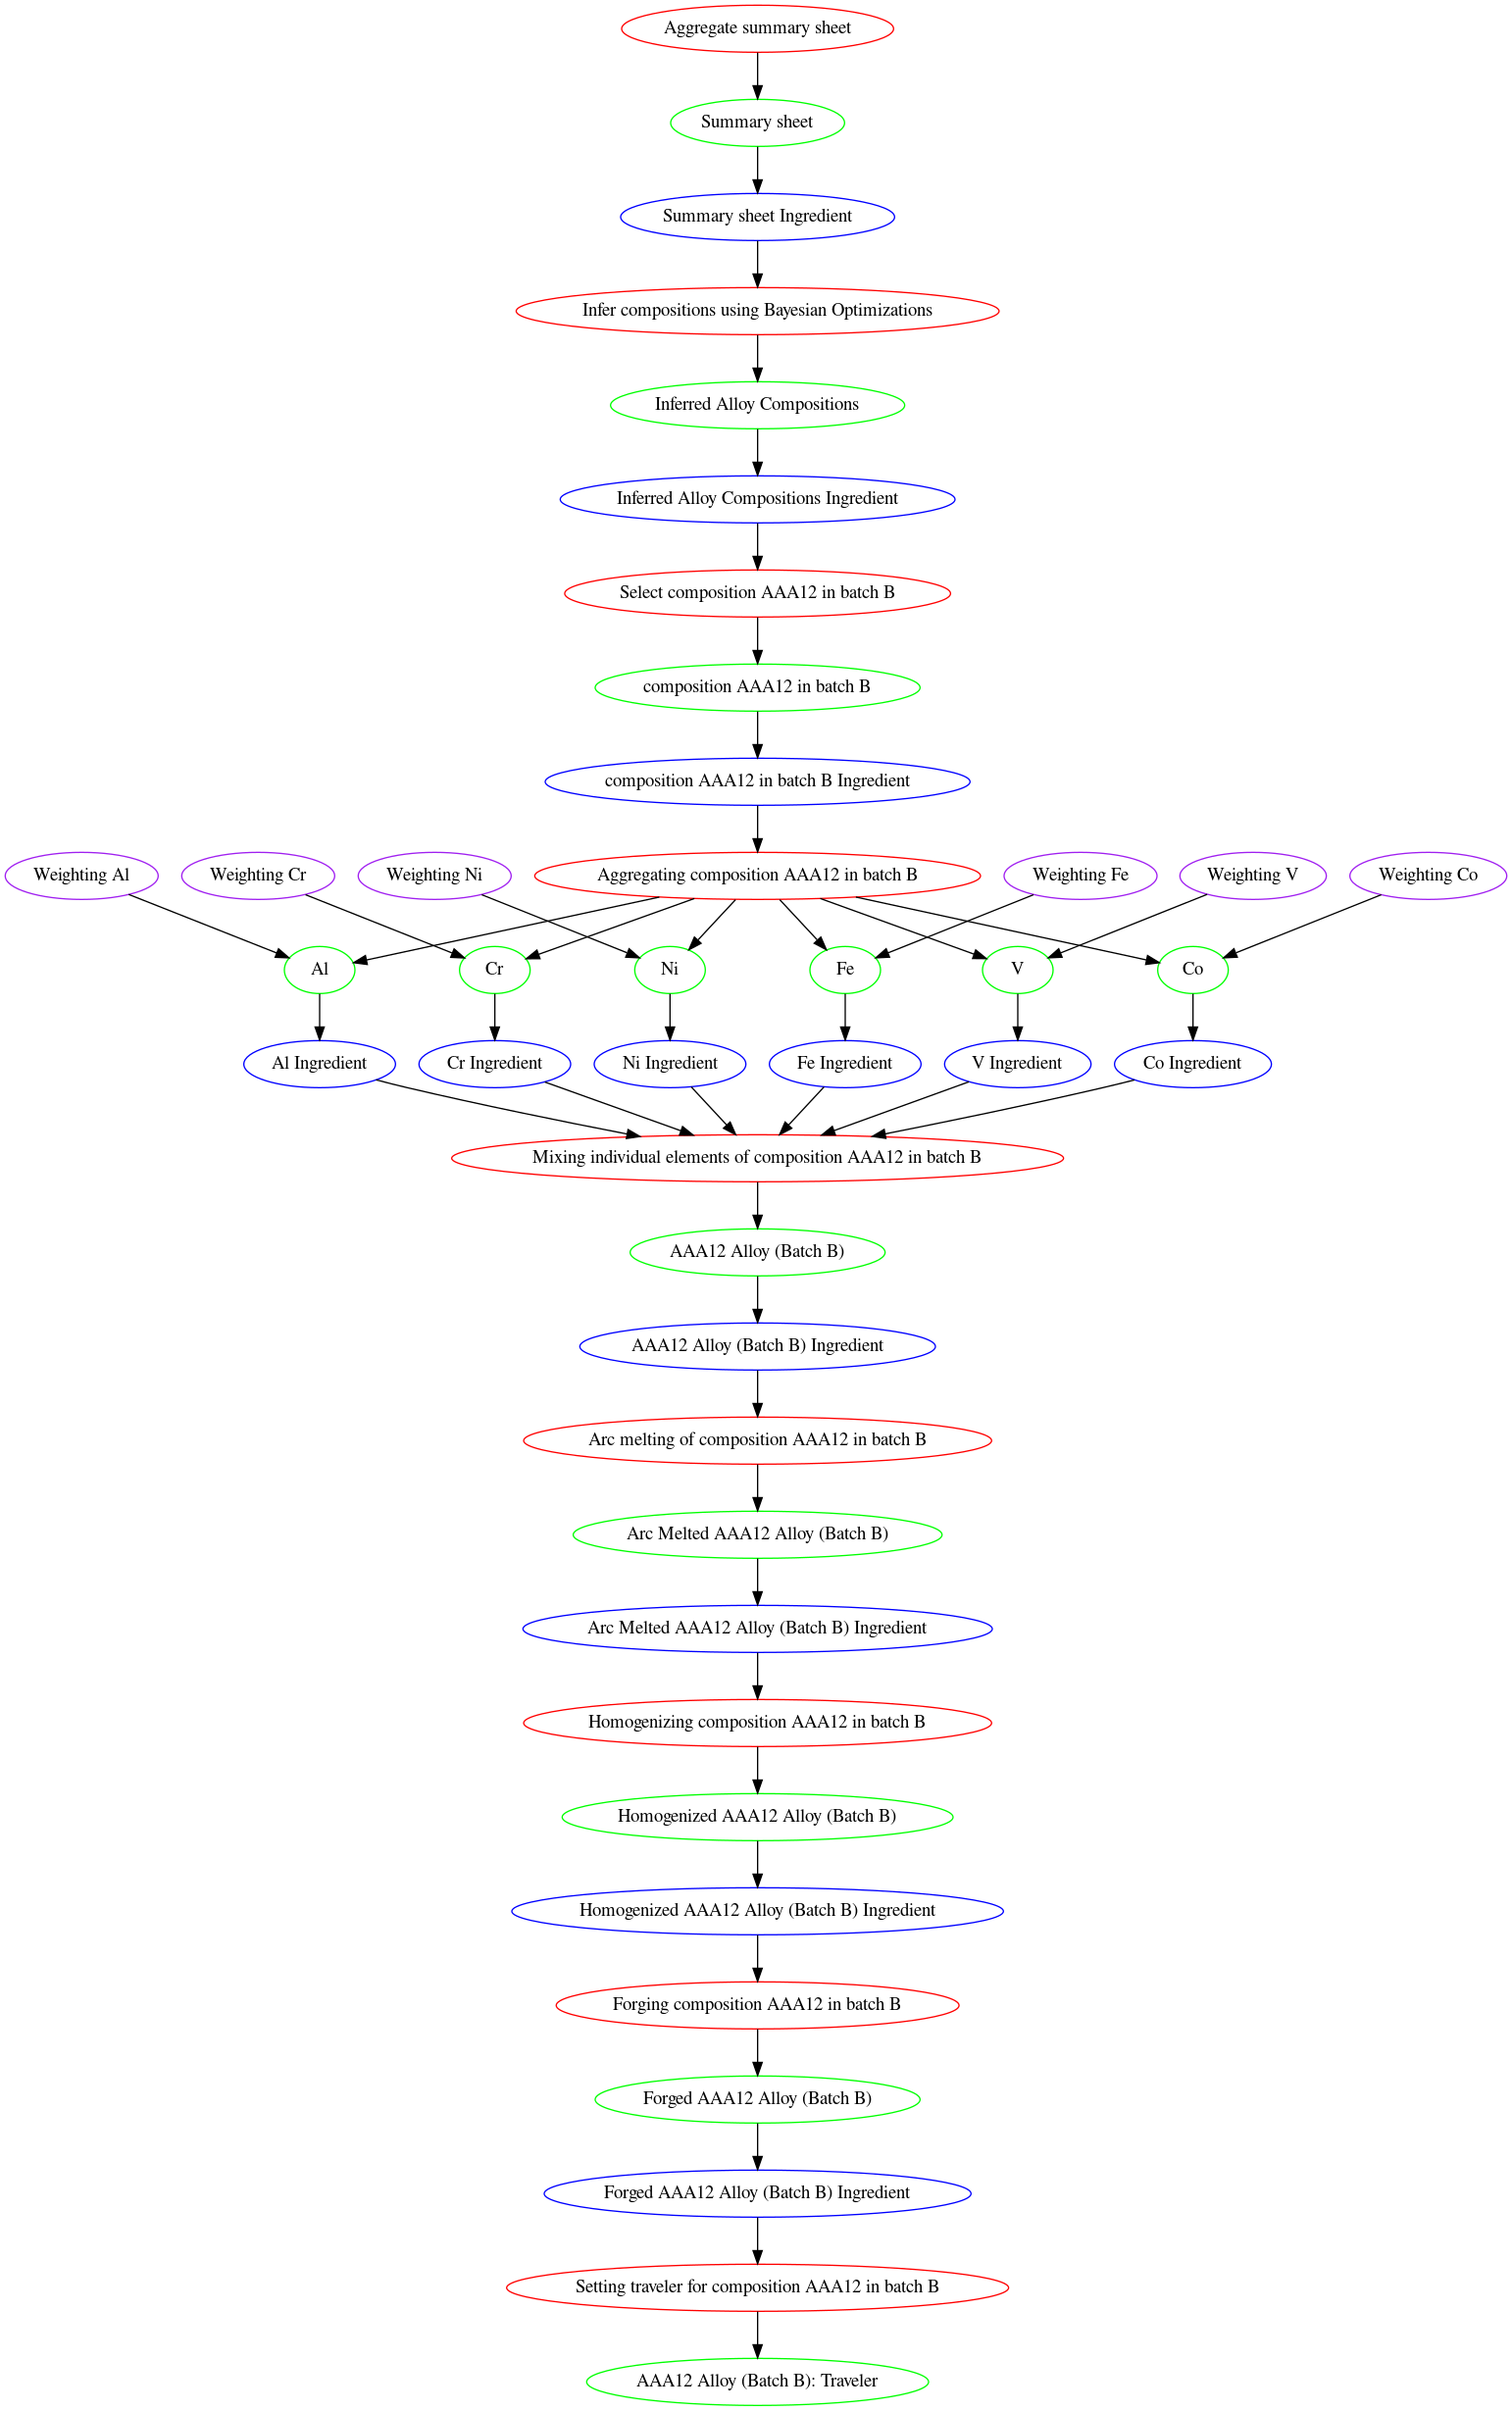 Aggregate summary sheet
Summary sheet
Summary sheet Ingredient
Infer compositions using Bayesian Optimizations
Inferred Alloy Compositions
Inferred Alloy Compositions Ingredient
Select composition AAA12 in batch B
composition AAA12 in batch B
composition AAA12 in batch B Ingredient
Weighting Al
Weighting Cr
Weighting Ni
Aggregating composition AAA12 in batch B
Weighting Fe
Weighting V
Weighting Co
Al
Cr
Ni
Fe
V
Co
Al Ingredient
Cr Ingredient
Ni Ingredient
Fe Ingredient
V Ingredient
Co Ingredient
Mixing individual elements of composition AAA12 in batch B
AAA12 Alloy (Batch B)
AAA12 Alloy (Batch B) Ingredient
Arc melting of composition AAA12 in batch B
Arc Melted AAA12 Alloy (Batch B)
Arc Melted AAA12 Alloy (Batch B) Ingredient
Homogenizing composition AAA12 in batch B
Homogenized AAA12 Alloy (Batch B)
Homogenized AAA12 Alloy (Batch B) Ingredient
Forging composition AAA12 in batch B
Forged AAA12 Alloy (Batch B)
Forged AAA12 Alloy (Batch B) Ingredient
Setting traveler for composition AAA12 in batch B
AAA12 Alloy (Batch B): Traveler